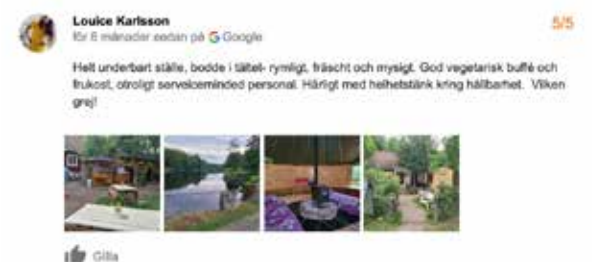 Louice Karlsson
5/5
för 6 månader sedan på G Google
Helt underbart ställe, bodde i tältet- rymligt, fräscht och mysigt. God vegetarisk buffé och
frukost, otroligt serveiceminded personal. Härligt med helhetstänk kring hållbarhet. Vilken
grej!
Gilla